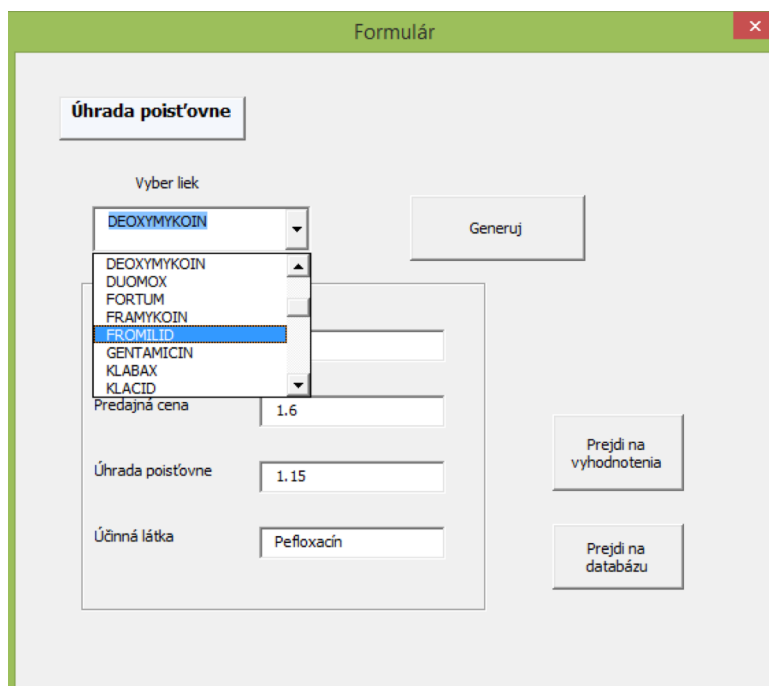 Formulár
Úhrada poisťovne
Vyber liek
DEOXYMYKOIN
Generuj
DEOXYMYKOIN
DUOMOX
FORTUM
FRAMYKOIN
FROMILID
GENTAMICIN
KLABAX
KLACID
Predajná cena
1.6
Úhrada poisťovne
1.15
Účinná látka
Pefloxacín
Prejdi na
vyhodnotenia
Prejdi na
databázu